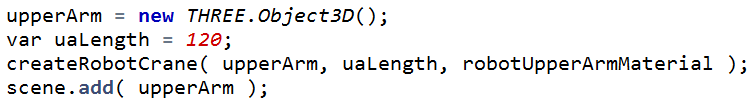 upperArm = new THREE.Object3D();
var uaLength = 120;
createRobotCrane( upperArm, uaLength, robotUpperArmMaterial );
scene.add( upperArm );